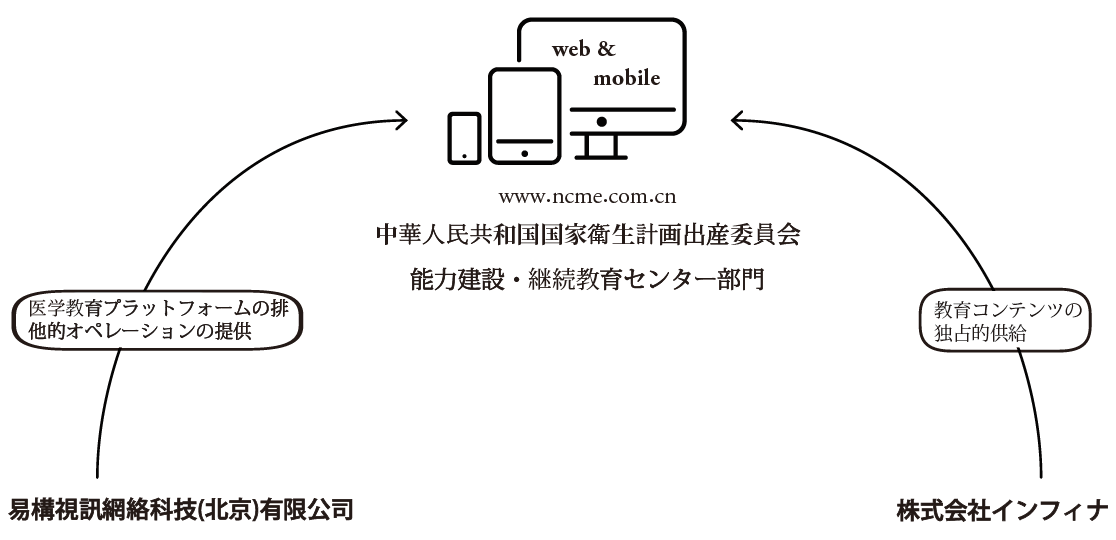 web &
mobile
www.ncme.com.cn
中華人民共和国国家衛生計画出産委員会
能力建設・継続教育センター部門
医学教育プラットフォームの排
他的オペレーションの提供
教育コンテンツの
独占的供給
易構視訊網絡科技(北京)有限公司
株式会社インフィナ